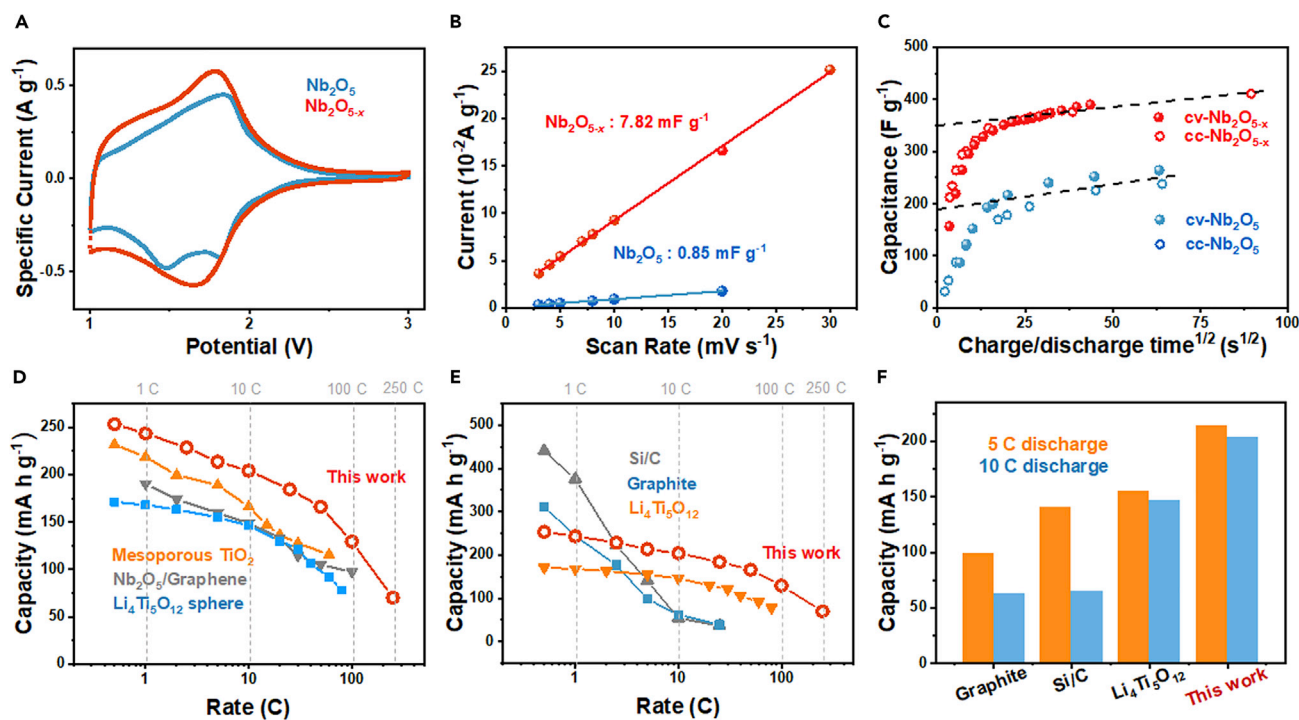 A
Specific Current (A g⁻¹)
0.5
0.0
-0.5
Nb₂O₅
Nb₂O₅₋ₓ
1 2 3
Potential (V)
B
Current (10⁻²A g⁻¹)
25
20
15
10
5
0
Nb₂O₅₋ₓ : 7.82 mF g⁻¹
Nb₂O₅ : 0.85 mF g⁻¹
5 10 15 20 25 30
Scan Rate (mV s⁻¹)
C
Capacitance (F g⁻¹)
500
400
300
200
100
0
cv-Nb₂O₅₋ₓ
cc-Nb₂O₅₋ₓ
cv-Nb₂O₅
cc-Nb₂O₅
0 25 50 75 100
Charge/discharge time¹ᐟ² (s¹ᐟ²)
D
1 C 10 C 100 C 250 C
Capacity (mA h g⁻¹)
250
200
150
100
50
0
This work
Mesoporous TiO₂
Nb₂O₅/Graphene
Li₄Ti₅O₁₂ sphere
1 10 100
Rate (C)
E
1 C 10 C 100 C 250 C
Capacity (mA h g⁻¹)
500
400
300
200
100
0
Si/C
Graphite
Li₄Ti₅O₁₂
This work
1 10 100
Rate (C)
F
Capacity (mA h g⁻¹)
200
150
100
50
0
5 C discharge
10 C discharge
Graphite
Si/C
Li₄Ti₅O₁₂
This work